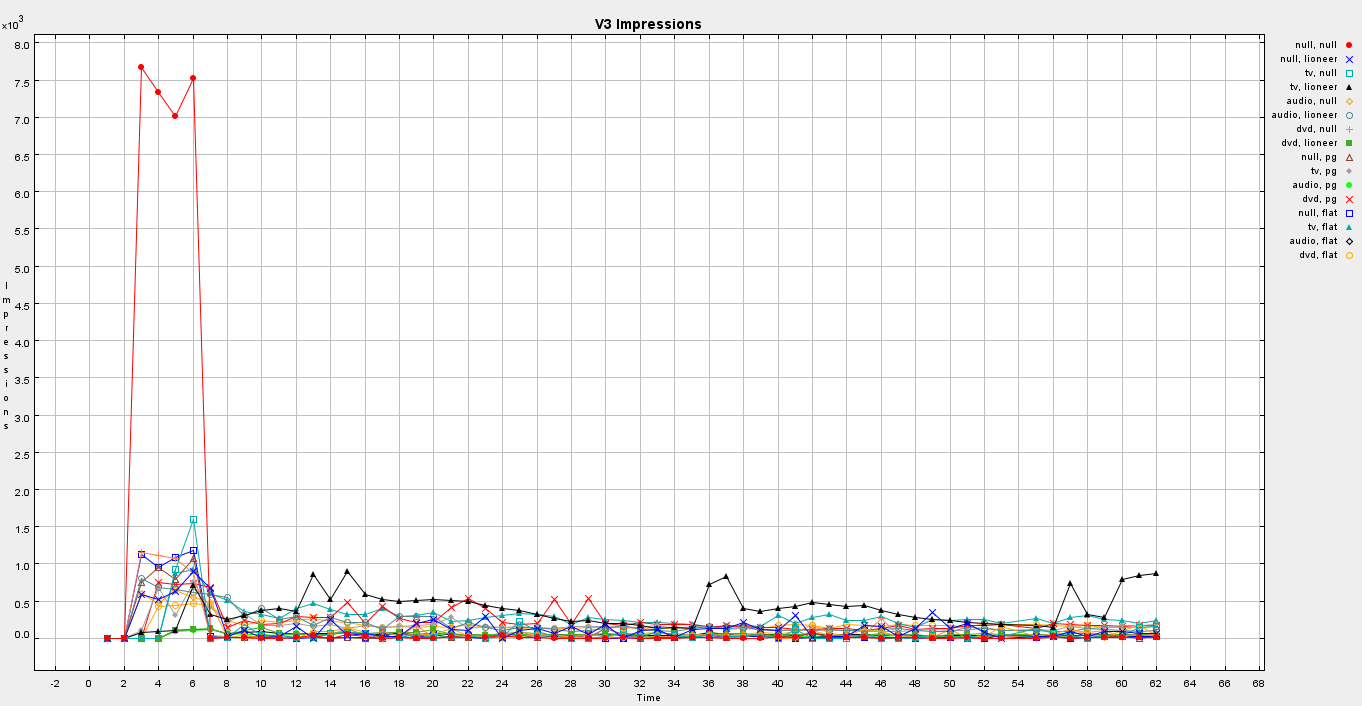 V3 Impressions
x10³
8.0
7.5
7.0
6.5
6.0
5.5
5.0
4.5
4.0
3.5
3.0
2.5
2.0
1.5
1.0
0.5
0.0
Impressions
-2 0 2 4 6 8 10 12 14 16 18 20 22 24 26 28 30 32 34 36 38 40 42 44 46 48 50 52 54 56 58 60 62 64 66 68
Time
null, null
null, lioneer
tv, null
tv, lioneer
audio, null
audio, lioneer
dvd, null
dvd, lioneer
null, pg
tv, pg
audio, pg
dvd, pg
null, flat
tv, flat
audio, flat
dvd, flat